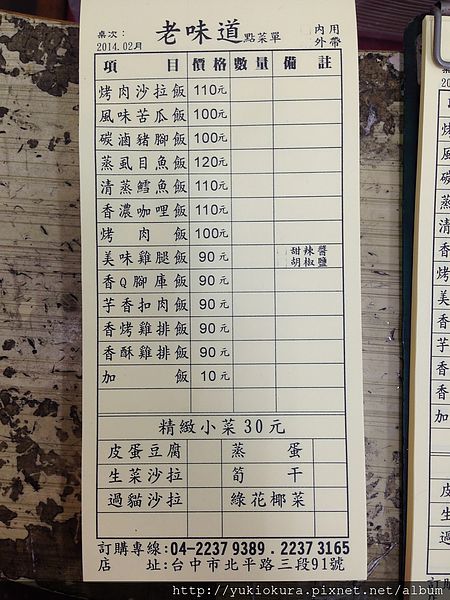 桌次：
2014.02月
老味道點菜單
內用
外帶
項 目 價格 數量 備註
烤肉沙拉飯 110元
風味苦瓜飯 100元
碳滷豬腳飯 100元
蒸虱目魚飯 120元
清蒸鱈魚飯 110元
香濃咖哩飯 110元
烤肉飯 100元
美味雞腿飯 90元 甜辣醬
胡椒鹽
香Q腳庫飯 90元
芋香扣肉飯 90元
香烤雞排飯 90元
香酥雞排飯 90元
加飯 10元
精緻小菜30元
皮蛋豆腐 蒸蛋
生菜沙拉 筍干
過貓沙拉 綠花椰菜
訂購專線:04-2237 9389．2237 3165
店址:台中市北平路三段91號
http://yukiokura.pixnet.net/album